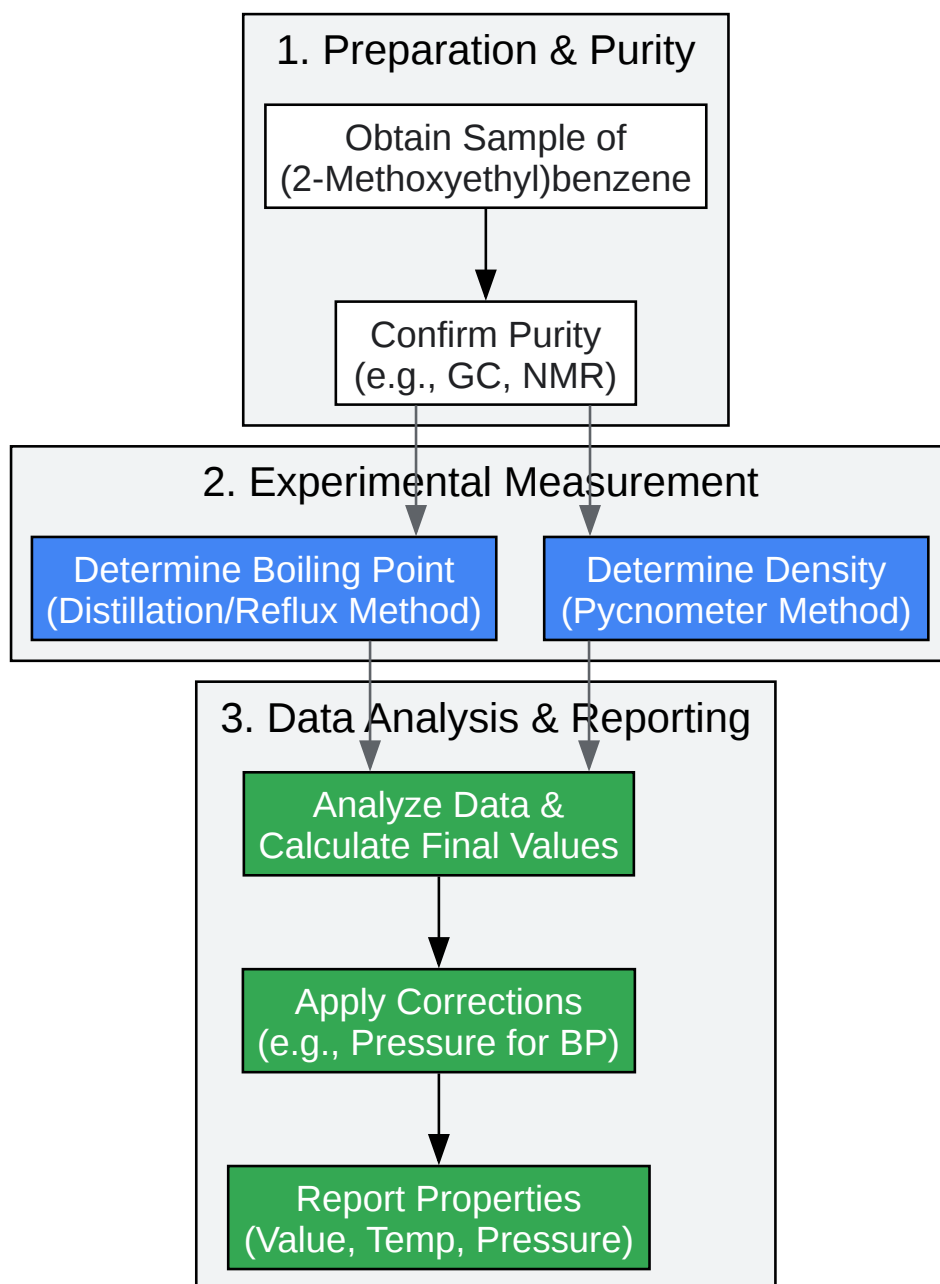 1. Preparation & Purity
Obtain Sample of
(2-Methoxyethyl)benzene
Confirm Purity
(e.g., GC, NMR)
2. Experimental Measurement
Determine Boiling Point
(Distillation/Reflux Method)
Determine Density
(Pycnometer Method)
3. Data Analysis & Reporting
Analyze Data &
Calculate Final Values
Apply Corrections
(e.g., Pressure for BP)
Report Properties
(Value, Temp, Pressure)